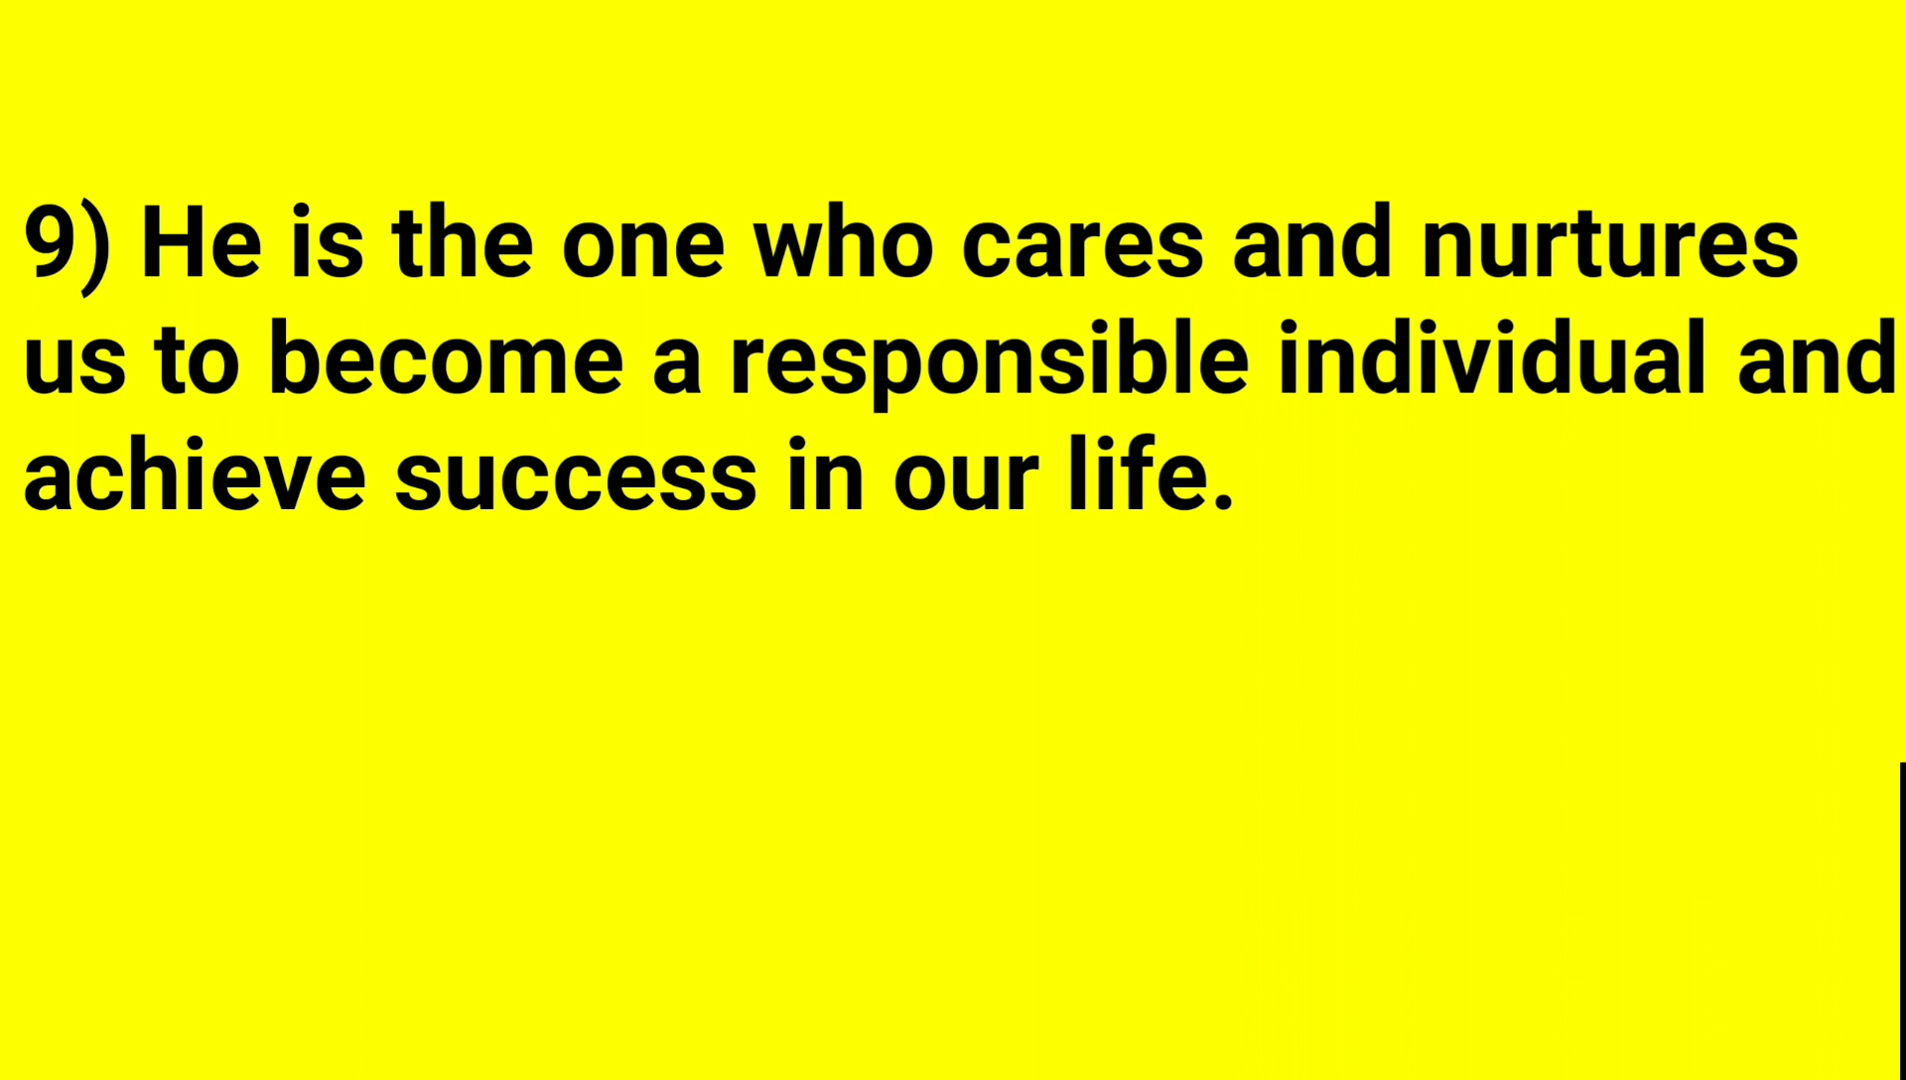 9) He is the one who cares and nurtures
us to become a responsible individual and
achieve success in our life.